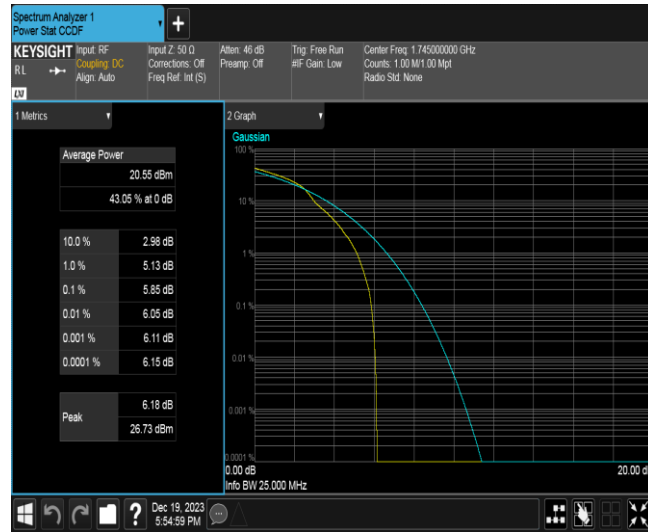 Spectrum Analyzer 1
Power Stat CCDF
+
KEYSIGHT
RL
LXI
Input: RF
Coupling: DC
Align: Auto
Input Z: 50 Ω
Corrections: Off
Freq Ref: Int (S)
Atten: 46 dB
Preamp: Off
Trig: Free Run
#IF Gain: Low
Center Freq: 1.745000000 GHz
Counts: 1.00 M/1.00 Mpt
Radio Std: None
1 Metrics
Average Power
20.55 dBm
43.05 % at 0 dB
10.0 % 2.98 dB
1.0 % 5.13 dB
0.1 % 5.85 dB
0.01 % 6.05 dB
0.001 % 6.11 dB
0.0001 % 6.15 dB
Peak 6.18 dB
26.73 dBm
2 Graph
Gaussian
100 %
10 %
1 %
0.1 %
0.01 %
0.001 %
0.0001 %
0.00 dB 20.00 d
Info BW 25.000 MHz
?
Dec 19, 2023
5:54:59 PM